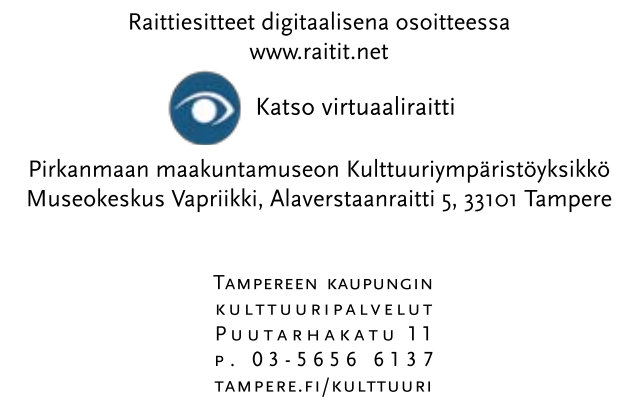 Raittiesitteet digitaalisena osoitteessa
www.raitit.net
Katso virtuaaliraitti
Pirkanmaan maakuntamuseon Kulttuuriympäristöyksikkö
Museokeskus Vapriikki, Alaverstaanraitti 5, 33101 Tampere
Tampereen kaupungin
kulttuuripalvelut
Puutarhakatu 11
p. 03-5656 6137
tampere.fi/kulttuuri